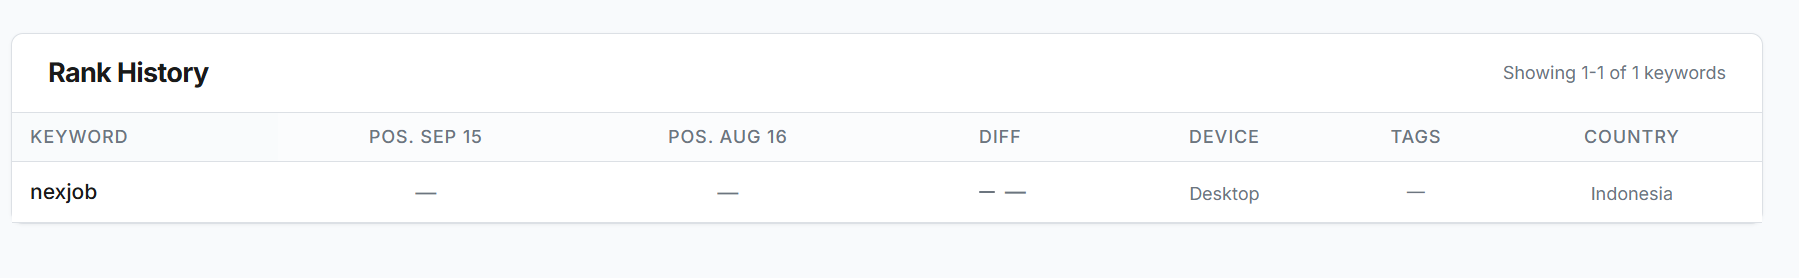 Rank History
Showing 1-1 of 1 keywords
KEYWORD POS. SEP 15 POS. AUG 16 DIFF DEVICE TAGS COUNTRY
nexjob — — — — Desktop — Indonesia